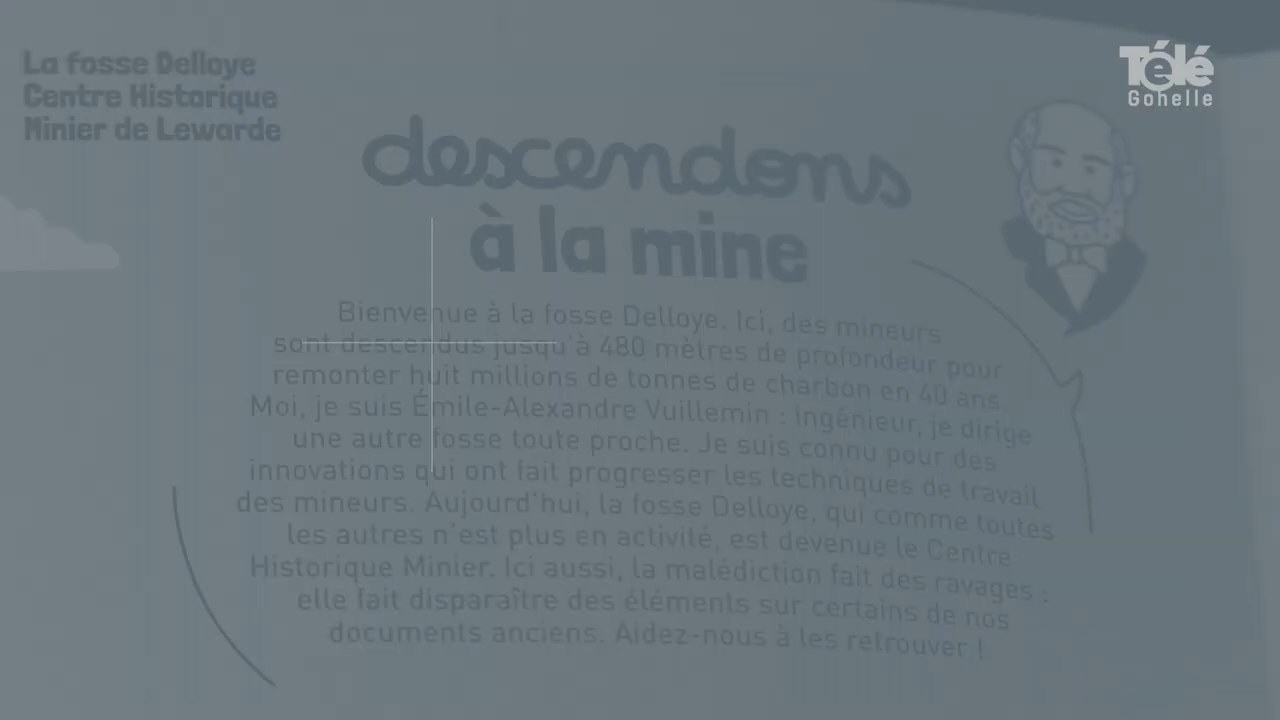 La fosse Delloye
Centre Historique
Minier de Lewarde
Télé
Gohelle
descendons
à la mine
Bienvenue à la fosse Delloye. Ici, des mineurs
sont descendus jusqu'à 480 mètres de profondeur pour
remonter huit millions de tonnes de charbon en 40 ans.
Moi, je suis Émile-Alexandre Vuillemin : Ingénieur, je dirige
une autre fosse toute proche. Je suis connu pour des
innovations qui ont fait progresser les techniques de travail
des mineurs. Aujourd'hui, la fosse Delloye, qui comme toutes
les autres n'est plus en activité, est devenue le Centre
Historique Minier. Ici aussi, la malédiction fait des ravages :
elle fait disparaître des éléments sur certains de nos
documents anciens. Aidez-nous à les retrouver !